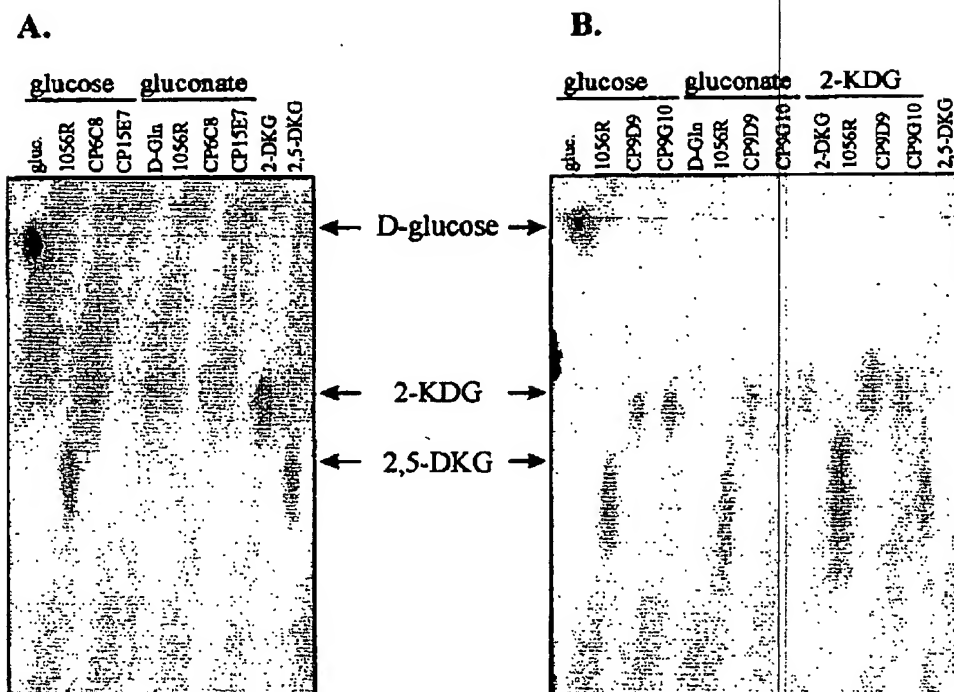 A.
B.
glucose gluconate
glucose gluconate 2-KDG
gluc.
1056R
CP6C8
CP15E7
D-Gln
1056R
CP6C8
CP15E7
2-DKG
2,5-DKG
gluc.
1056R
CP9D9
CP9G10
D-Gln
1056R
CP9D9
CP9G10
2-DKG
1056R
CP9D9
CP9G10
2,5-DKG
D-glucose
2-KDG
2,5-DKG